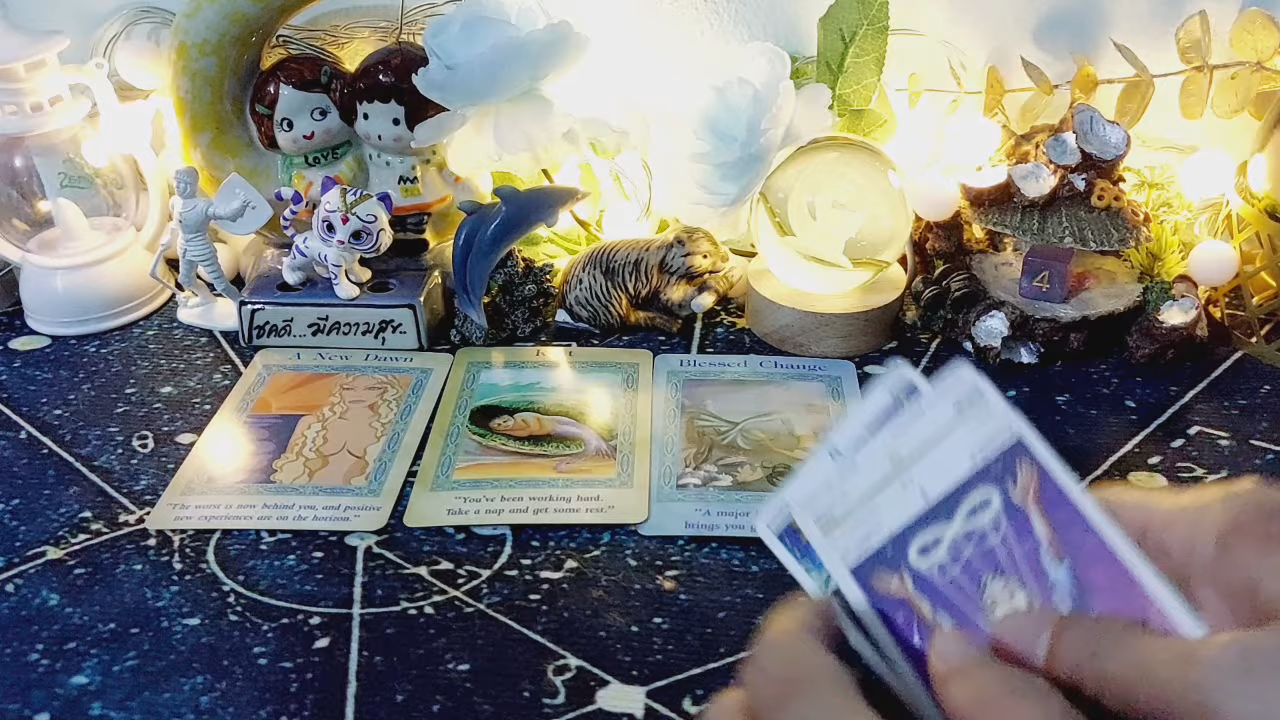 LOVE
โชคดี...มีความสุข..
4
A New Dawn
"The worst is now behind you, and positive
new experiences are on the horizon."
"You've been working hard.
Take a nap and get some rest."
Blessed Change
"A major
brings you